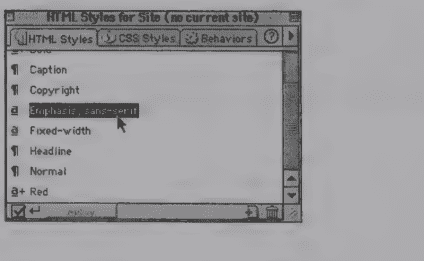 HTML Styles for Site (no current site)
HTML Styles CSS Styles Behaviors ?
¶ Caption
¶ Copyright
a Emphasis, sans-serif
a Fixed-width
¶ Headline
¶ Normal
a+ Red